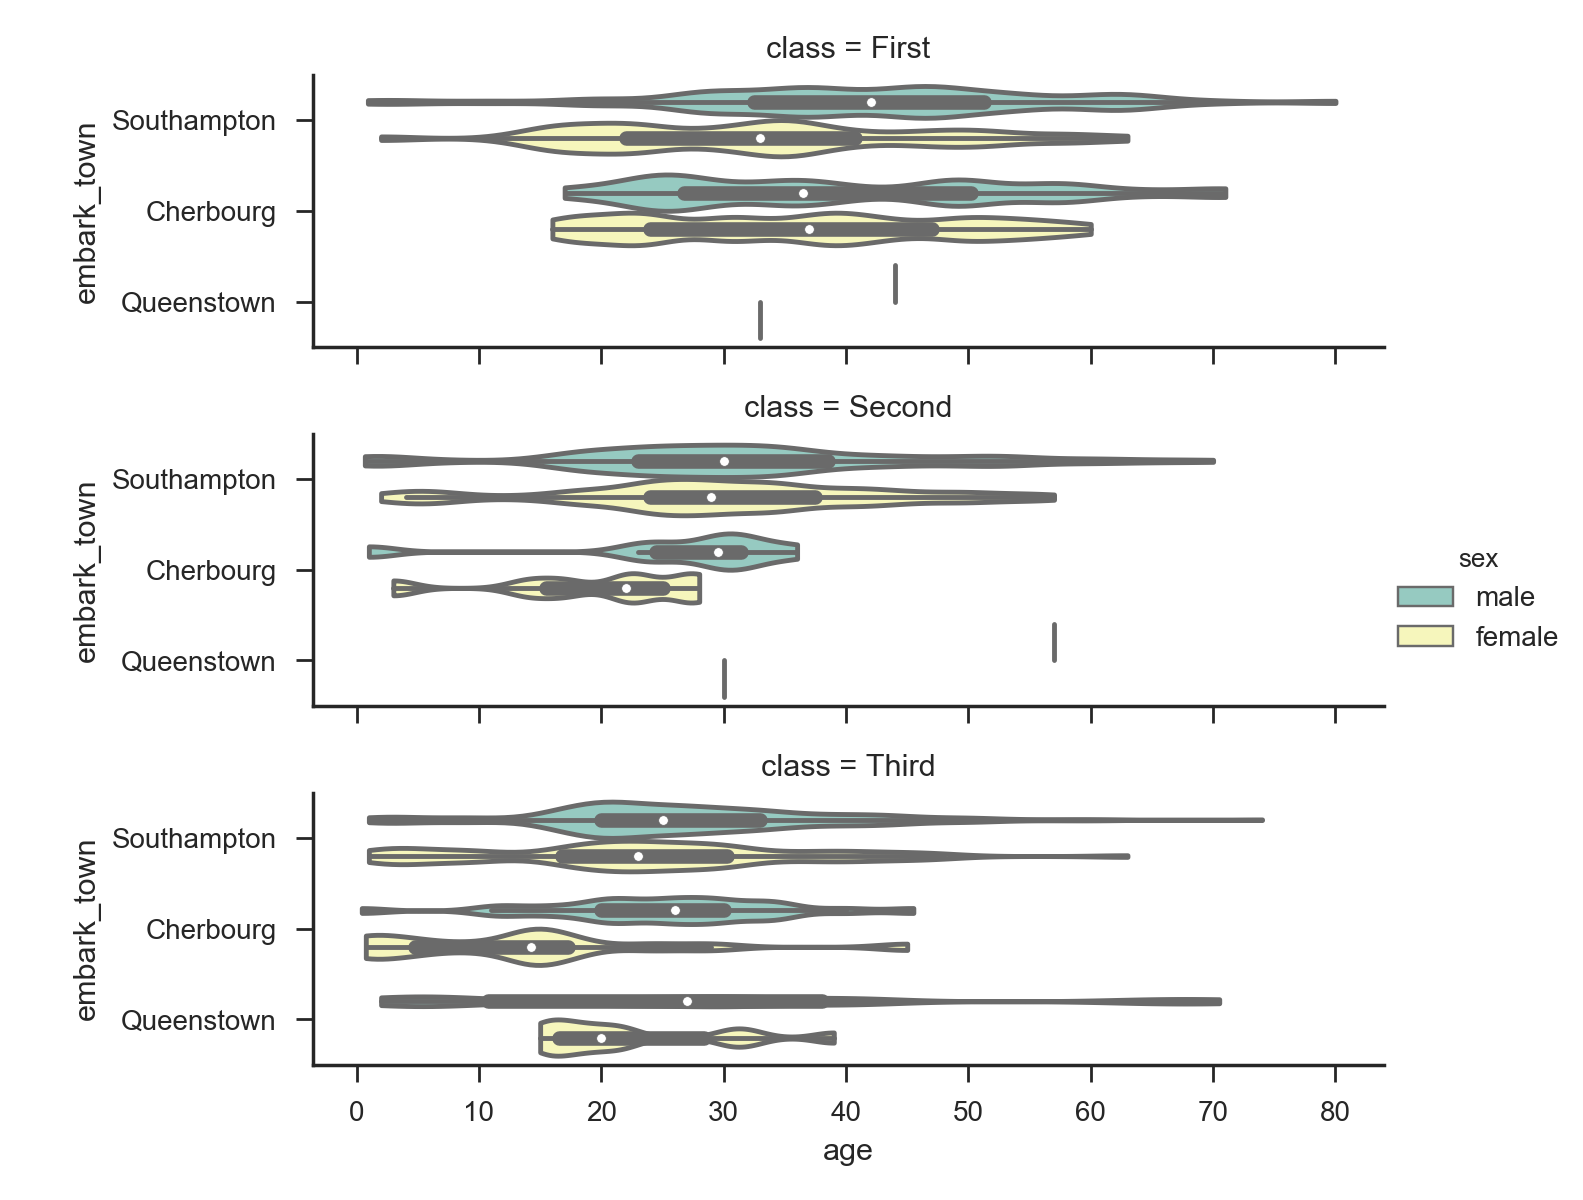 class = First
embark_town
Southampton
Cherbourg
Queenstown
class = Second
embark_town
Southampton
Cherbourg
Queenstown
sex
male
female
class = Third
embark_town
Southampton
Cherbourg
Queenstown
0 10 20 30 40 50 60 70 80
age